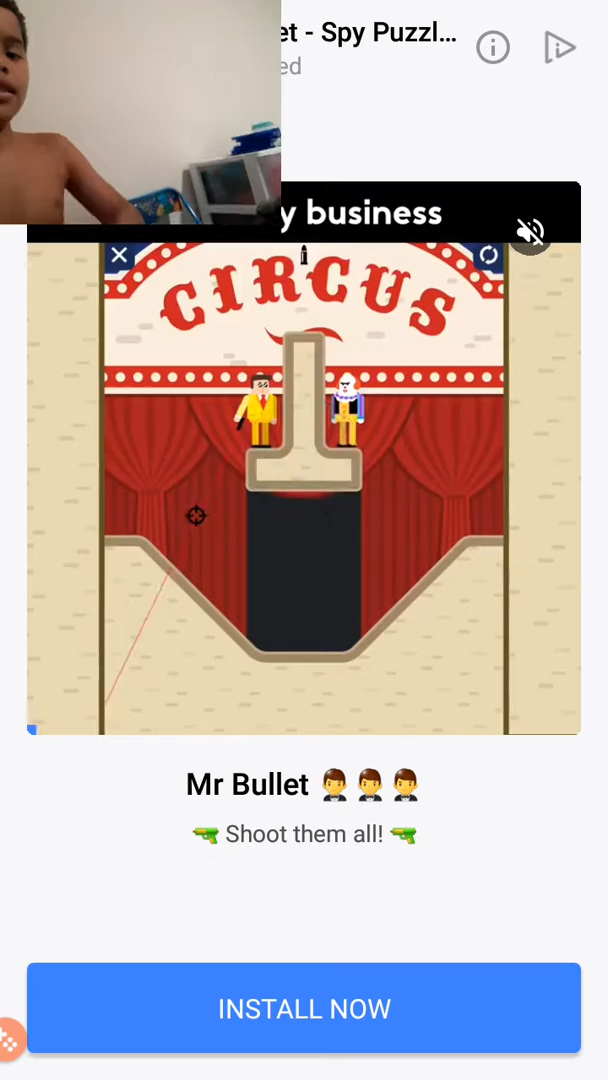 et - Spy Puzzl...
ed
y business
CIRCUS
Mr Bullet 🤵🤵🤵
🔫 Shoot them all! 🔫
INSTALL NOW